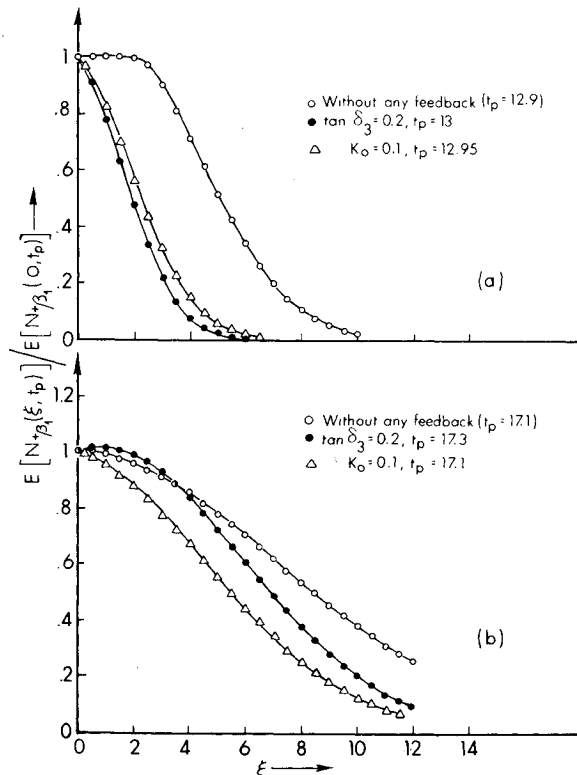 1
.8
.6
.4
.2
0
○ Without any feedback (tp=12.9)
● tan δ3=0.2, tp=13
△ Ko=0.1, tp=12.95
(a)
E[N+β1(ξ,tp)]/E[N+β1(0,tp)]
1.2
1
.8
.6
.4
.2
0
○ Without any feedback (tp=17.1)
● tan δ3=0.2, tp=17.3
△ Ko=0.1, tp=17.1
(b)
0 2 4 6 8 10 12 14
ξ